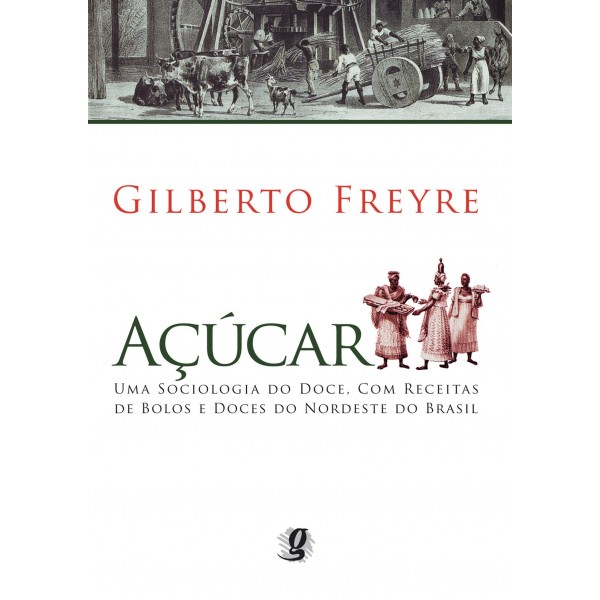 GILBERTO FREYRE
AÇÚCAR
UMA SOCIOLOGIA DO DOCE, COM RECEITAS
DE BOLOS E DOCES DO NORDESTE DO BRASIL
g